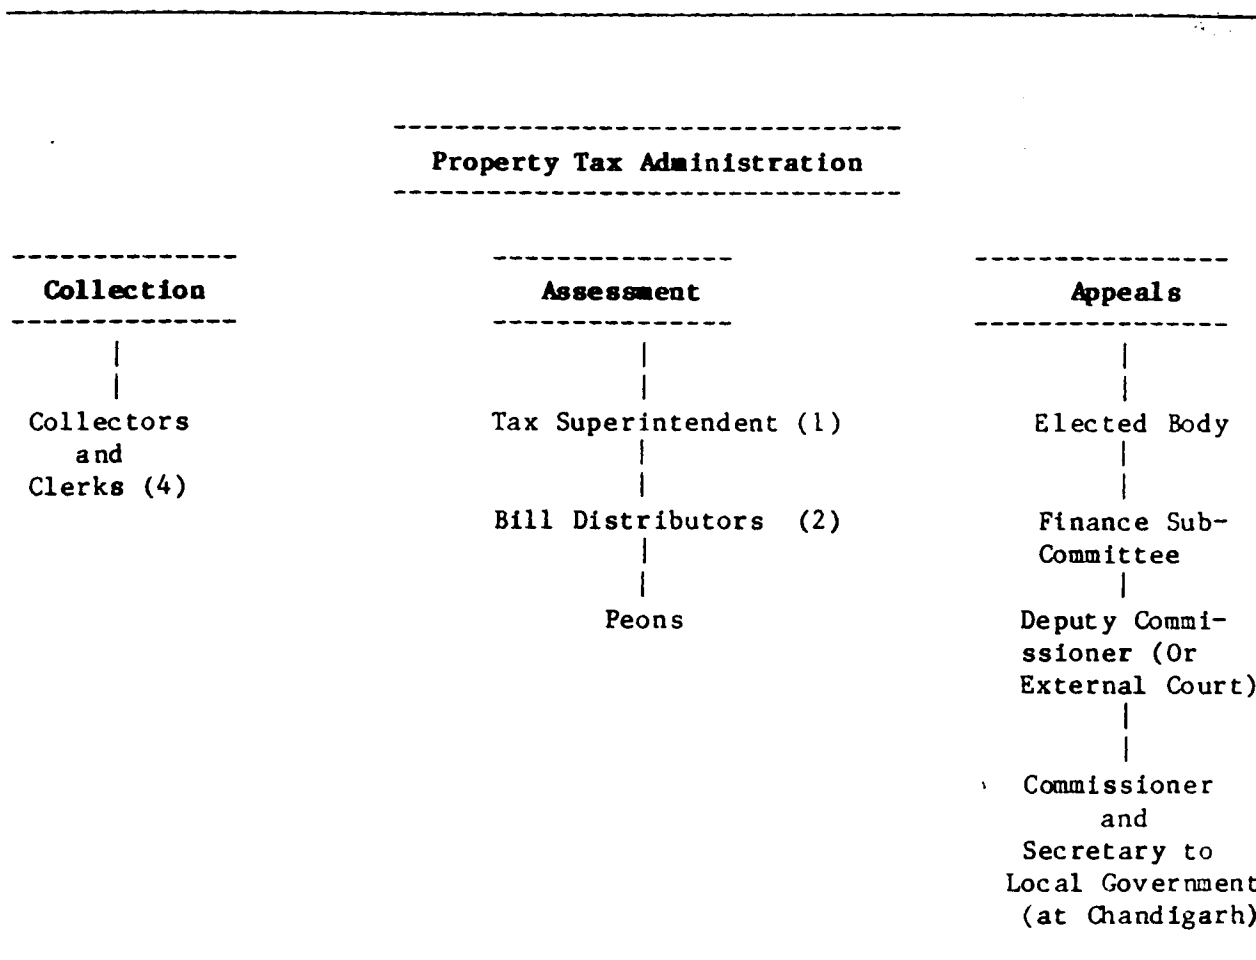 Property Tax Administration
Collection
Collectors
and
Clerks (4)
Assessment
Tax Superintendent (1)
Bill Distributors (2)
Peons
Appeals
Elected Body
Finance Sub-
Committee
Deputy Commi-
ssioner (Or
External Court)
Commissioner
and
Secretary to
Local Government
(at Chandigarh)